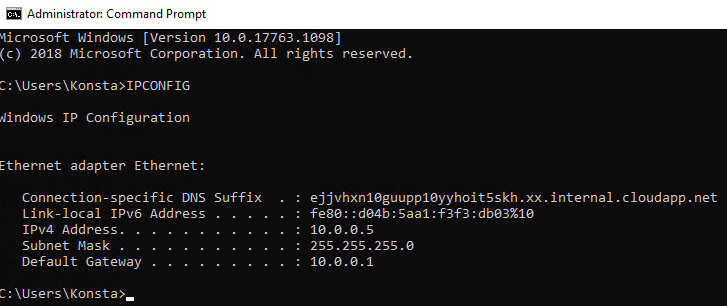 Administrator: Command Prompt
Microsoft Windows [Version 10.0.17763.1098]
(c) 2018 Microsoft Corporation. All rights reserved.
C:\Users\Konsta>IPCONFIG
Windows IP Configuration
Ethernet adapter Ethernet:
Connection-specific DNS Suffix  . : ejjvhxn10guupp10yyhoit5skh.xx.internal.cloudapp.net
Link-local IPv6 Address . . . . . : fe80::d04b:5aa1:f3f3:db03%10
IPv4 Address. . . . . . . . . . . : 10.0.0.5
Subnet Mask . . . . . . . . . . . : 255.255.255.0
Default Gateway . . . . . . . . . : 10.0.0.1
C:\Users\Konsta>